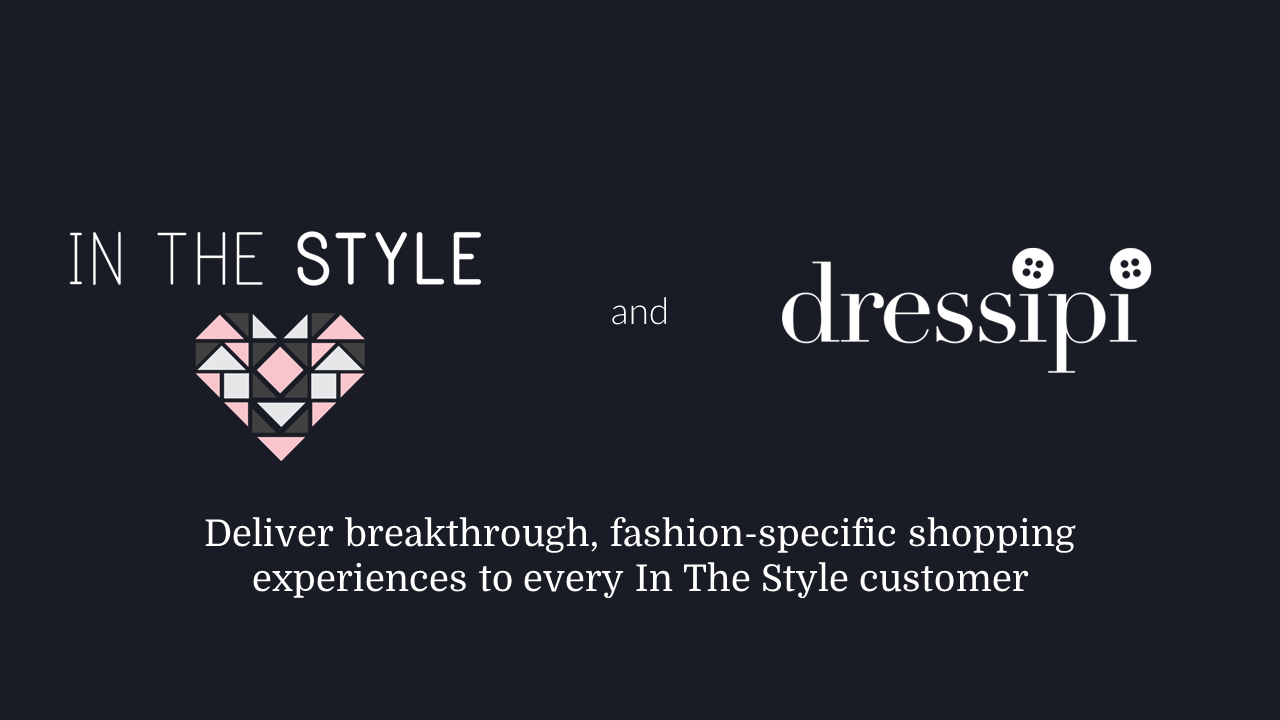 IN THE STYLE
and
dressipi
Deliver breakthrough, fashion-specific shopping
experiences to every In The Style customer